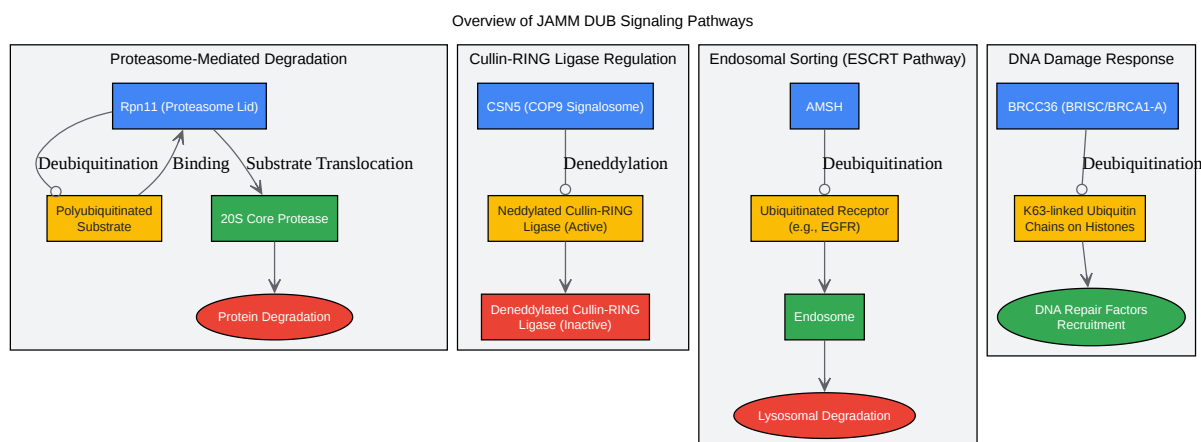 Overview of JAMM DUB Signaling Pathways
Proteasome-Mediated Degradation
Rpn11 (Proteasome Lid)
Deubiquitination
Binding
Substrate Translocation
Polyubiquitinated
Substrate
20S Core Protease
Protein Degradation
Cullin-RING Ligase Regulation
CSN5 (COP9 Signalosome)
Deneddylation
Neddylated Cullin-RING
Ligase (Active)
Deneddylated Cullin-RING
Ligase (Inactive)
Endosomal Sorting (ESCRT Pathway)
AMSH
Deubiquitination
Ubiquitinated Receptor
(e.g., EGFR)
Endosome
Lysosomal Degradation
DNA Damage Response
BRCC36 (BRISC/BRCA1-A)
Deubiquitination
K63-linked Ubiquitin
Chains on Histones
DNA Repair Factors
Recruitment